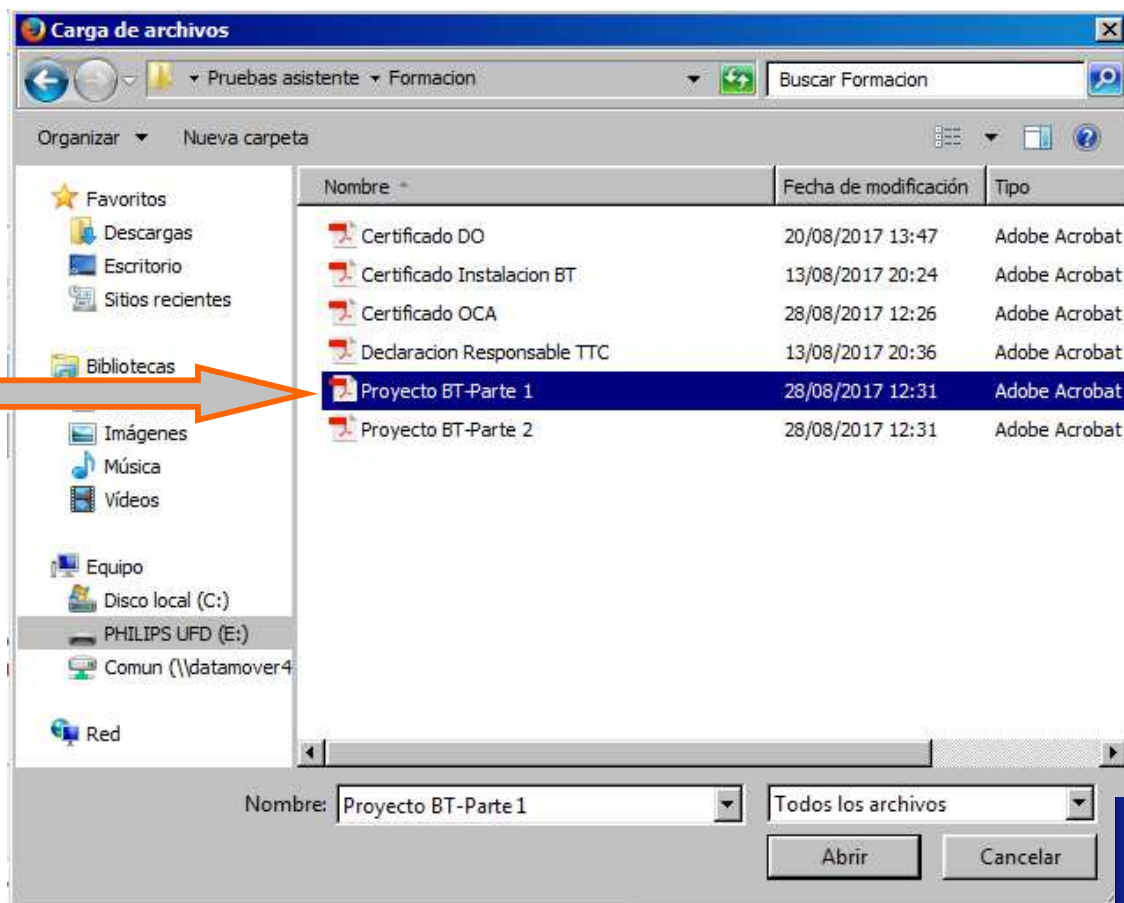 Carga de archivos
Pruebas asistente Formacion
Buscar Formacion
Organizar Nueva carpeta
Nombre Fecha de modificación Tipo
Favoritos
Descargas
Escritorio
Sitios recientes
Bibliotecas
Imágenes
Música
Vídeos
Equipo
Disco local (C:)
PHILIPS UFD (E:)
Comun (\\datamover4
Red
Certificado DO 20/08/2017 13:47 Adobe Acrobat
Certificado Instalacion BT 13/08/2017 20:24 Adobe Acrobat
Certificado OCA 28/08/2017 12:26 Adobe Acrobat
Declaracion Responsable TTC 13/08/2017 20:36 Adobe Acrobat
Proyecto BT-Parte 1 28/08/2017 12:31 Adobe Acrobat
Proyecto BT-Parte 2 28/08/2017 12:31 Adobe Acrobat
Nombre: Proyecto BT-Parte 1 Todos los archivos
Abrir Cancelar